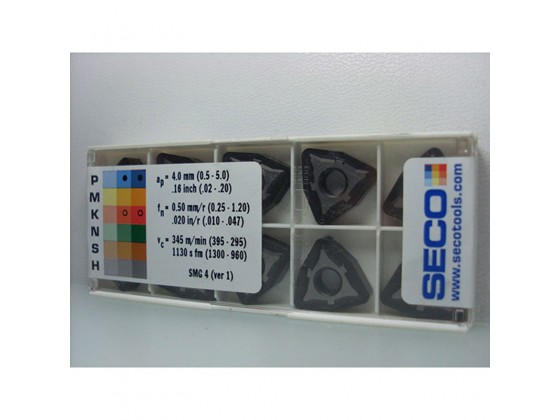 P
M
K
N
S
H
ap = 4.0 mm (0.5 - 5.0)
.16 inch (.02 - .20)
fn = 0.50 mm/r (0.25 - 1.20)
.020 in/r (.010 - .047)
vc = 345 m/min (395 - 295)
1130 s fm (1300 - 960)
SMG 4 (ver 1)
SECO
www.secotools.com